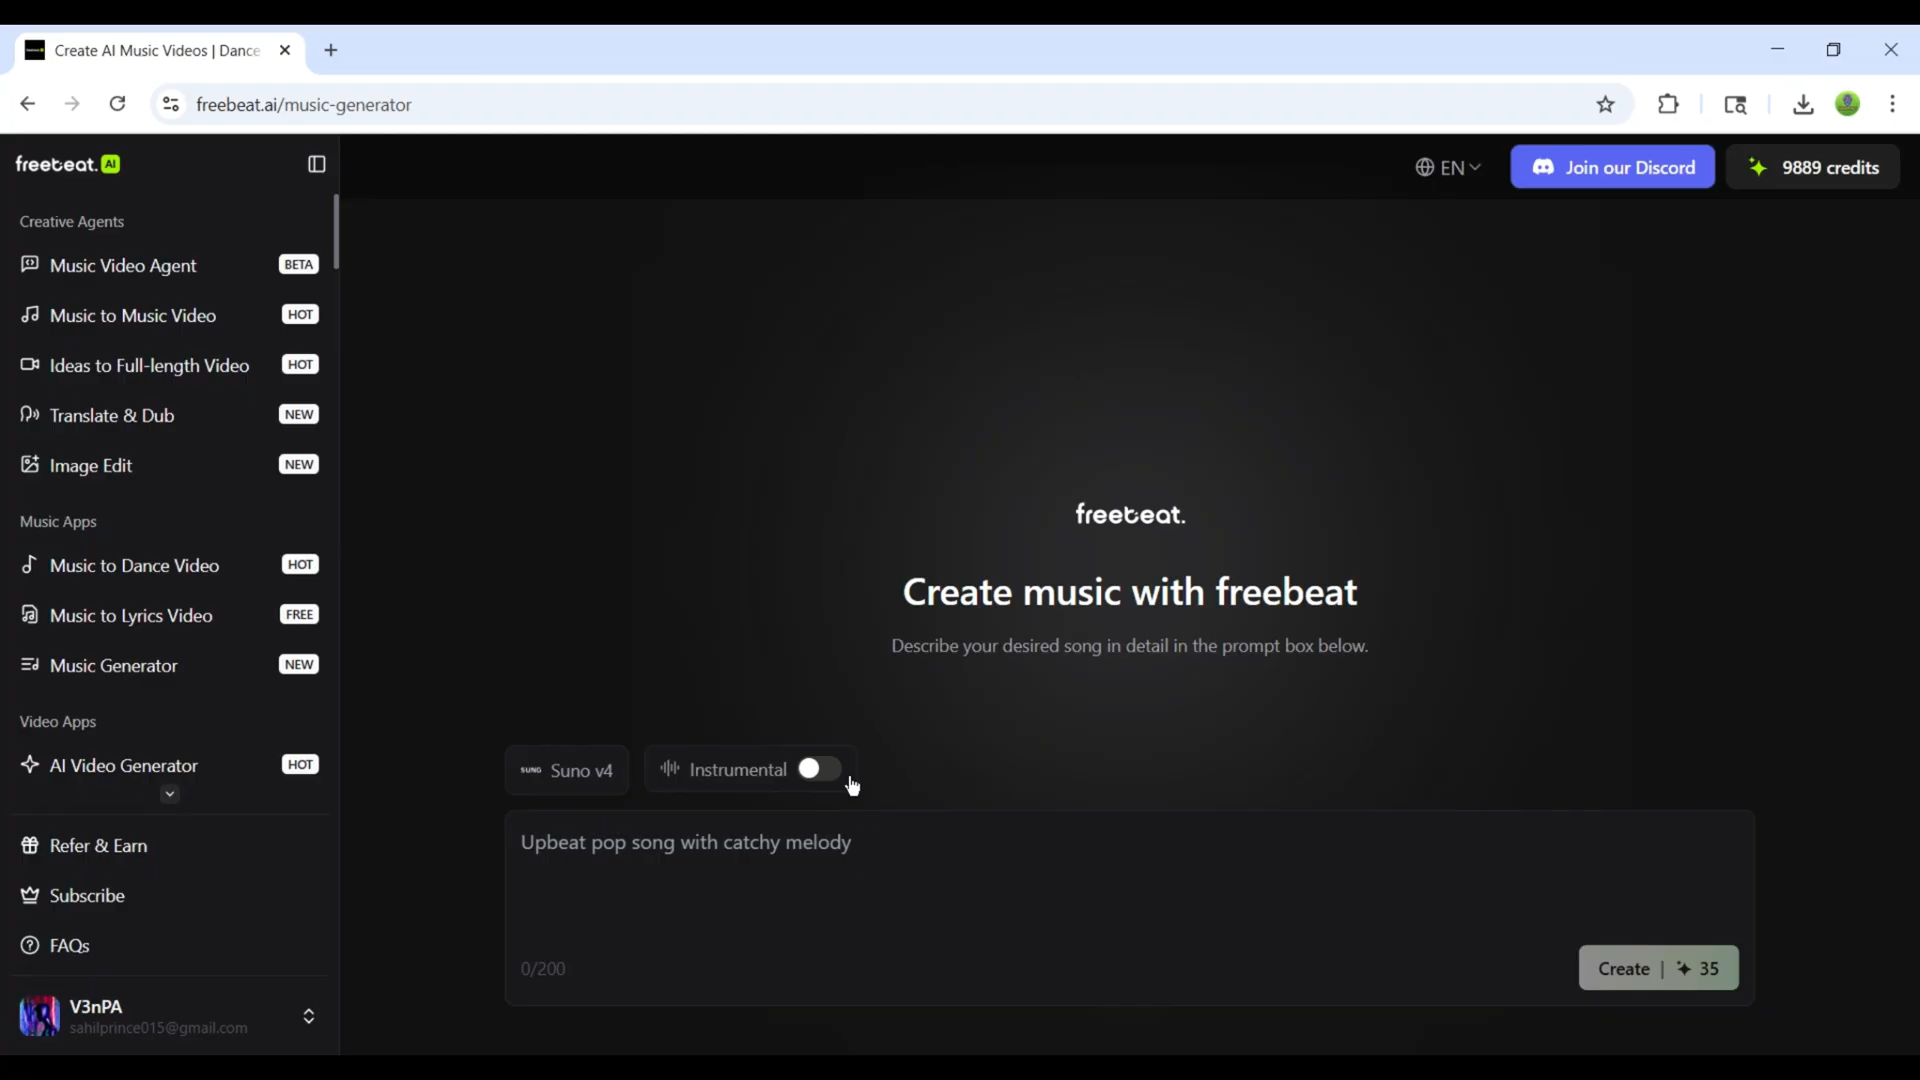 Create AI Music Videos | Dance
freebeat.ai/music-generator
freebeat. AI
EN
Join our Discord
9889 credits
Creative Agents
Music Video Agent BETA
Music to Music Video HOT
Ideas to Full-length Video HOT
Translate & Dub NEW
Image Edit NEW
Music Apps
Music to Dance Video HOT
Music to Lyrics Video FREE
Music Generator NEW
Video Apps
AI Video Generator HOT
Refer & Earn
Subscribe
FAQs
V3nPA
sahilprince015@gmail.com
freebeat.
Create music with freebeat
Describe your desired song in detail in the prompt box below.
SUNO Suno v4
Instrumental
Upbeat pop song with catchy melody
0/200
Create | 35